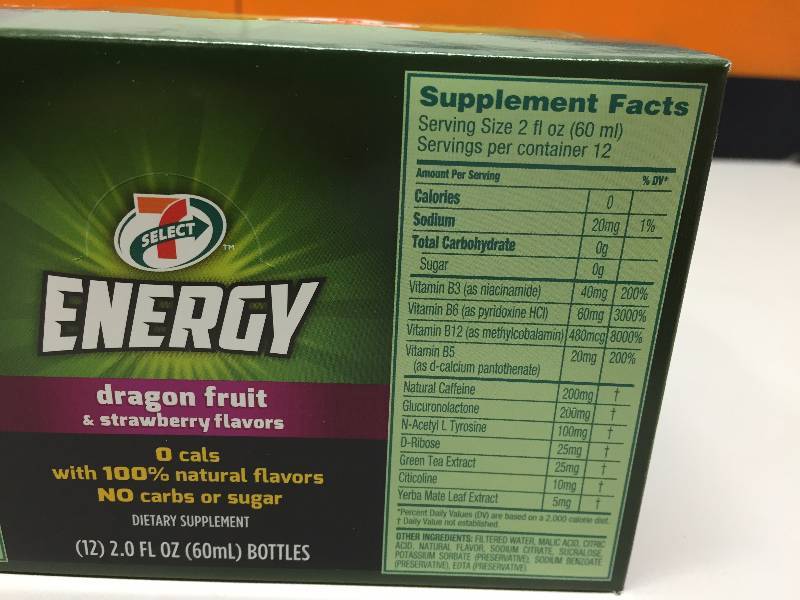 7
SELECT
TM
ENERGY
dragon fruit
& strawberry flavors
0 cals
with 100% natural flavors
NO carbs or sugar
DIETARY SUPPLEMENT
(12) 2.0 FL OZ (60mL) BOTTLES
Supplement Facts
Serving Size 2 fl oz (60 ml)
Servings per container 12
Amount Per Serving % DV*
Calories 0
Sodium 20mg 1%
Total Carbohydrate 0g
Sugar 0g
Vitamin B3 (as niacinamide) 40mg 200%
Vitamin B6 (as pyridoxine HCl) 60mg 3000%
Vitamin B12 (as methylcobalamin) 480mcg 8000%
Vitamin B5 20mg 200%
(as d-calcium pantothenate)
Natural Caffeine 200mg †
Glucuronolactone 200mg †
N-Acetyl L Tyrosine 100mg †
D-Ribose 25mg †
Green Tea Extract 25mg †
Citicoline 10mg †
Yerba Mate Leaf Extract 5mg †
*Percent Daily Values (DV) are based on a 2,000 calorie diet.
† Daily Value not established.
OTHER INGREDIENTS: FILTERED WATER, MALIC ACID, CITRIC
ACID, NATURAL FLAVOR, SODIUM CITRATE, SUCRALOSE,
POTASSIUM SORBATE (PRESERVATIVE), SODIUM BENZOATE
(PRESERVATIVE), EDTA (PRESERVATIVE)